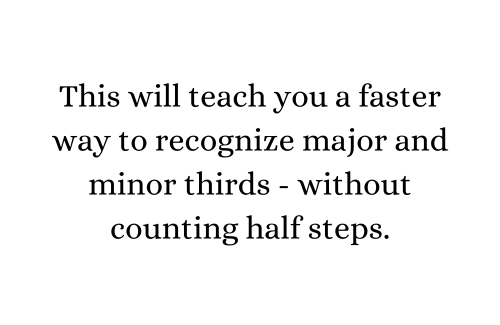 This will teach you a faster
way to recognize major and
minor thirds - without
counting half steps.